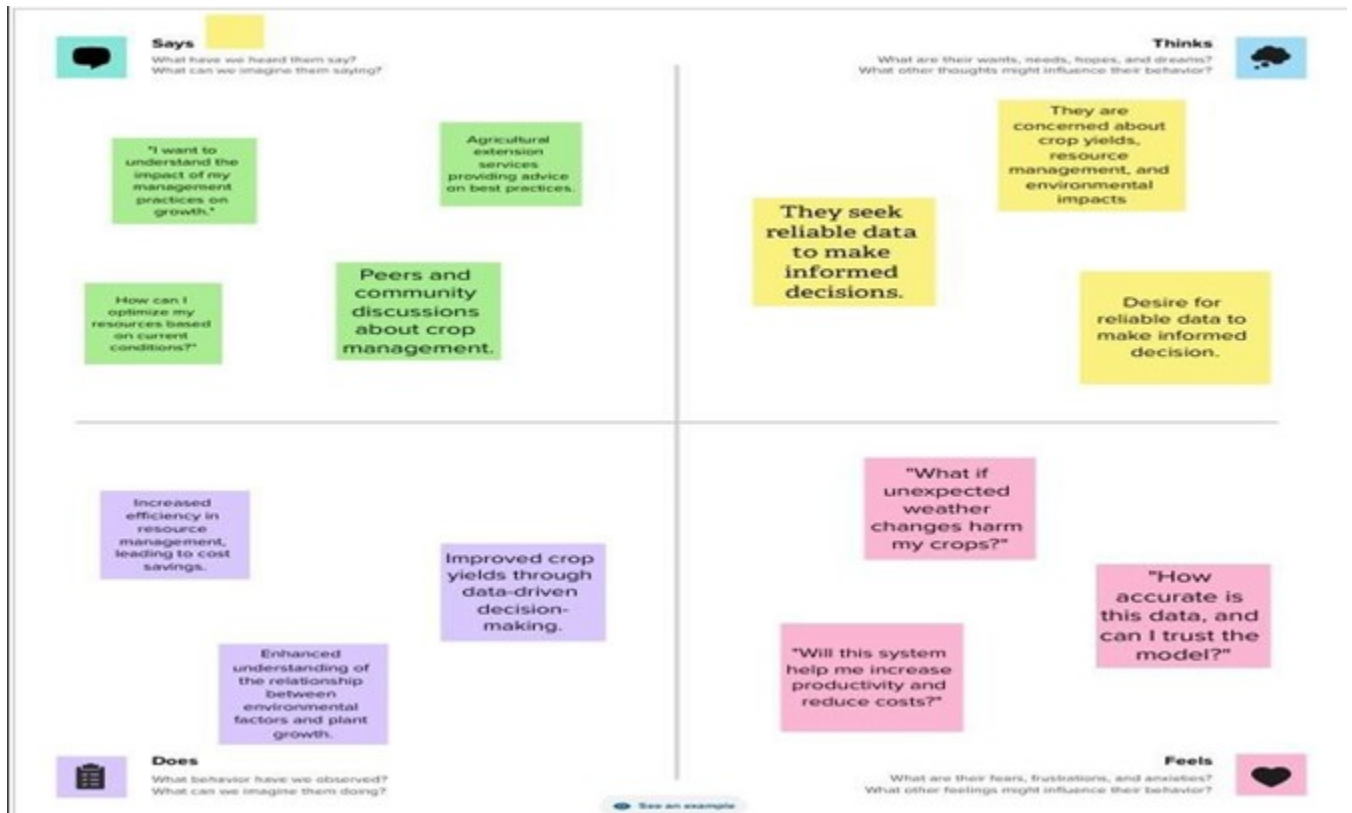 Says
What have we heard them say?
What can we imagine them saying?
"I want to
understand the
impact of my
management
practices on
growth."
Agricultural
extension
services
providing advice
on best practices.
How can I
optimize my
resources based
on current
conditions?"
Peers and
community
discussions
about crop
management.
Thinks
What are their wants, needs, hopes, and dreams?
What other thoughts might influence their behavior?
They are
concerned about
crop yields,
resource
management, and
environmental
impacts
They seek
reliable data
to make
informed
decisions.
Desire for
reliable data to
make informed
decision.
Increased
efficiency in
resource
management,
leading to cost
savings.
Improved crop
yields through
data-driven
decision-
making.
Enhanced
understanding of
the relationship
between
environmental
factors and plant
growth.
Does
What behavior have we observed?
What can we imagine them doing?
"What if
unexpected
weather
changes harm
my crops?"
"How
accurate is
this data, and
can I trust the
model?"
"Will this system
help me increase
productivity and
reduce costs?"
Feels
What are their fears, frustrations, and anxieties?
What other feelings might influence their behavior?
See an example